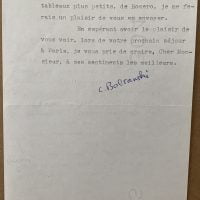 tableaux plus petits, de Bosero, je me fe-
rais un plaisir de vous en envoyer.
En espérant avoir le plaisir de
vous voir, lors de votre prochain séjour
à Paris, je vous prie de croire, Cher Mon-
sieur, à mes sentiments les meilleurs.
C. Boltanski